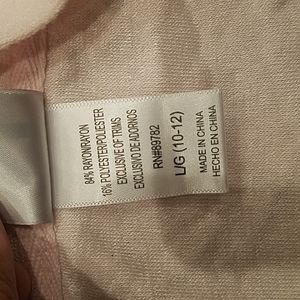 84% RAYON/RAYON
16% POLYESTER/POLIESTER
EXCLUSIVE OF TRIMS
EXCLUSIVO DE ADORNOS
RN#89782
L/G (10-12)
MADE IN CHINA
HECHO EN CHINA